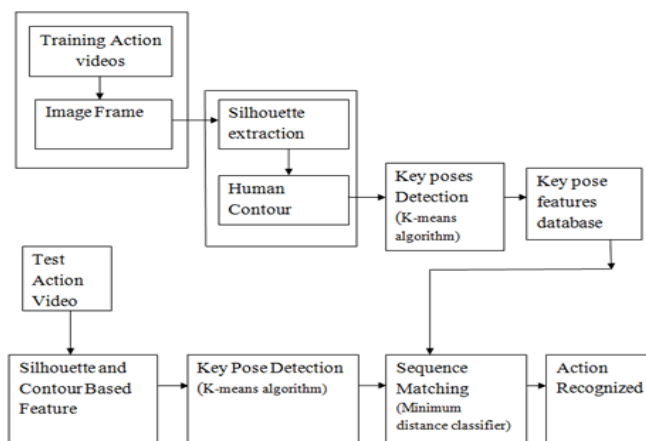 Training Action
videos
Image Frame
Silhouette
extraction
Human
Contour
Key poses
Detection
(K-means
algorithm)
Key pose
features
database
Test
Action
Video
Silhouette and
Contour Based
Feature
Key Pose Detection
(K-means algorithm)
Sequence
Matching
(Minimum
distance classifier)
Action
Recognized